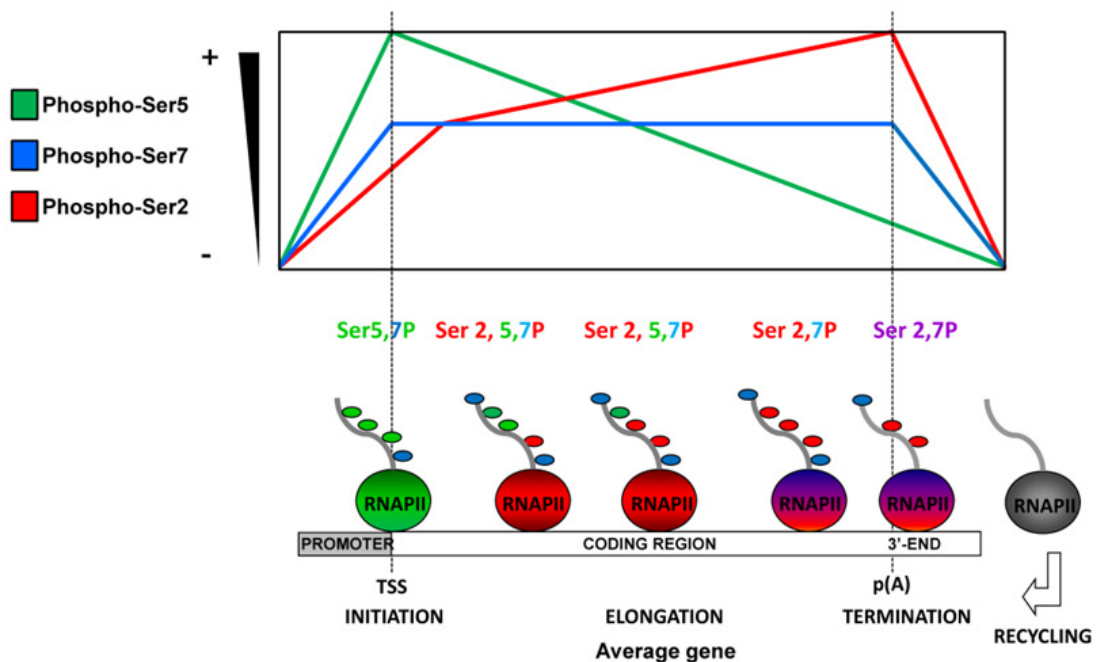 +
Phospho-Ser5
Phospho-Ser7
Phospho-Ser2
-
Ser5,7P Ser 2, 5,7P Ser 2, 5,7P Ser 2,7P Ser 2,7P
RNAPII RNAPII RNAPII RNAPII RNAPII RNAPII
PROMOTER CODING REGION 3'-END
TSS p(A)
INITIATION ELONGATION TERMINATION
RECYCLING
Average gene